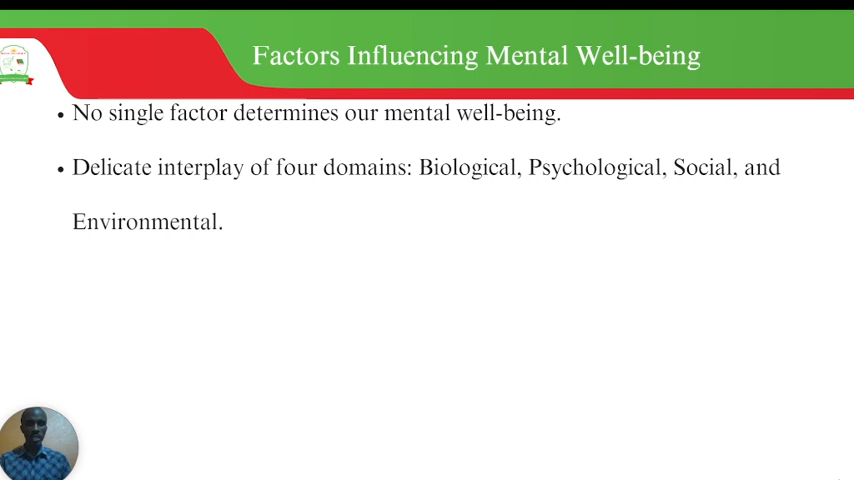 Factors Influencing Mental Well-being
• No single factor determines our mental well-being.
• Delicate interplay of four domains: Biological, Psychological, Social, and
Environmental.